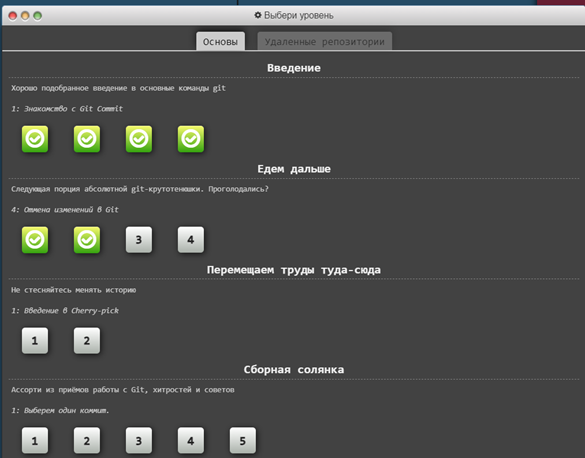 Выбери уровень
Основы Удаленные репозитории
Введение
Хорошо подобранное введение в основные команды git
1: Знакомство с Git Commit
Едем дальше
Следующая порция абсолютной git-крутотенюшки. Проголодались?
4: Отмена изменений в Git
3 4
Перемещаем труды туда-сюда
Не стесняйтесь менять историю
1: Введение в Cherry-pick
1 2
Сборная солянка
Ассорти из приёмов работы с Git, хитростей и советов
1: Выберем один коммит.
1 2 3 4 5